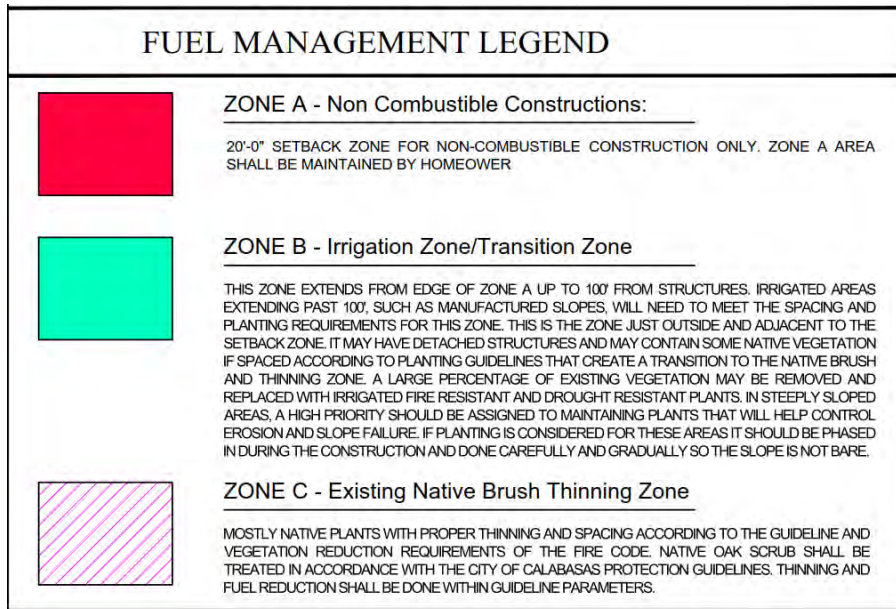 FUEL MANAGEMENT LEGEND
ZONE A - Non Combustible Constructions:
20'-0" SETBACK ZONE FOR NON-COMBUSTIBLE CONSTRUCTION ONLY. ZONE A AREA
SHALL BE MAINTAINED BY HOMEOWER
ZONE B - Irrigation Zone/Transition Zone
THIS ZONE EXTENDS FROM EDGE OF ZONE A UP TO 100' FROM STRUCTURES. IRRIGATED AREAS
EXTENDING PAST 100', SUCH AS MANUFACTURED SLOPES, WILL NEED TO MEET THE SPACING AND
PLANTING REQUIREMENTS FOR THIS ZONE. THIS IS THE ZONE JUST OUTSIDE AND ADJACENT TO THE
SETBACK ZONE. IT MAY HAVE DETACHED STRUCTURES AND MAY CONTAIN SOME NATIVE VEGETATION
IF SPACED ACCORDING TO PLANTING GUIDELINES THAT CREATE A TRANSITION TO THE NATIVE BRUSH
AND THINNING ZONE. A LARGE PERCENTAGE OF EXISTING VEGETATION MAY BE REMOVED AND
REPLACED WITH IRRIGATED FIRE RESISTANT AND DROUGHT RESISTANT PLANTS. IN STEEPLY SLOPED
AREAS, A HIGH PRIORITY SHOULD BE ASSIGNED TO MAINTAINING PLANTS THAT WILL HELP CONTROL
EROSION AND SLOPE FAILURE. IF PLANTING IS CONSIDERED FOR THESE AREAS IT SHOULD BE PHASED
IN DURING THE CONSTRUCTION AND DONE CAREFULLY AND GRADUALLY SO THE SLOPE IS NOT BARE.
ZONE C - Existing Native Brush Thinning Zone
MOSTLY NATIVE PLANTS WITH PROPER THINNING AND SPACING ACCORDING TO THE GUIDELINE AND
VEGETATION REDUCTION REQUIREMENTS OF THE FIRE CODE. NATIVE OAK SCRUB SHALL BE
TREATED IN ACCORDANCE WITH THE CITY OF CALABASAS PROTECTION GUIDELINES. THINNING AND
FUEL REDUCTION SHALL BE DONE WITHIN GUIDELINE PARAMETERS.